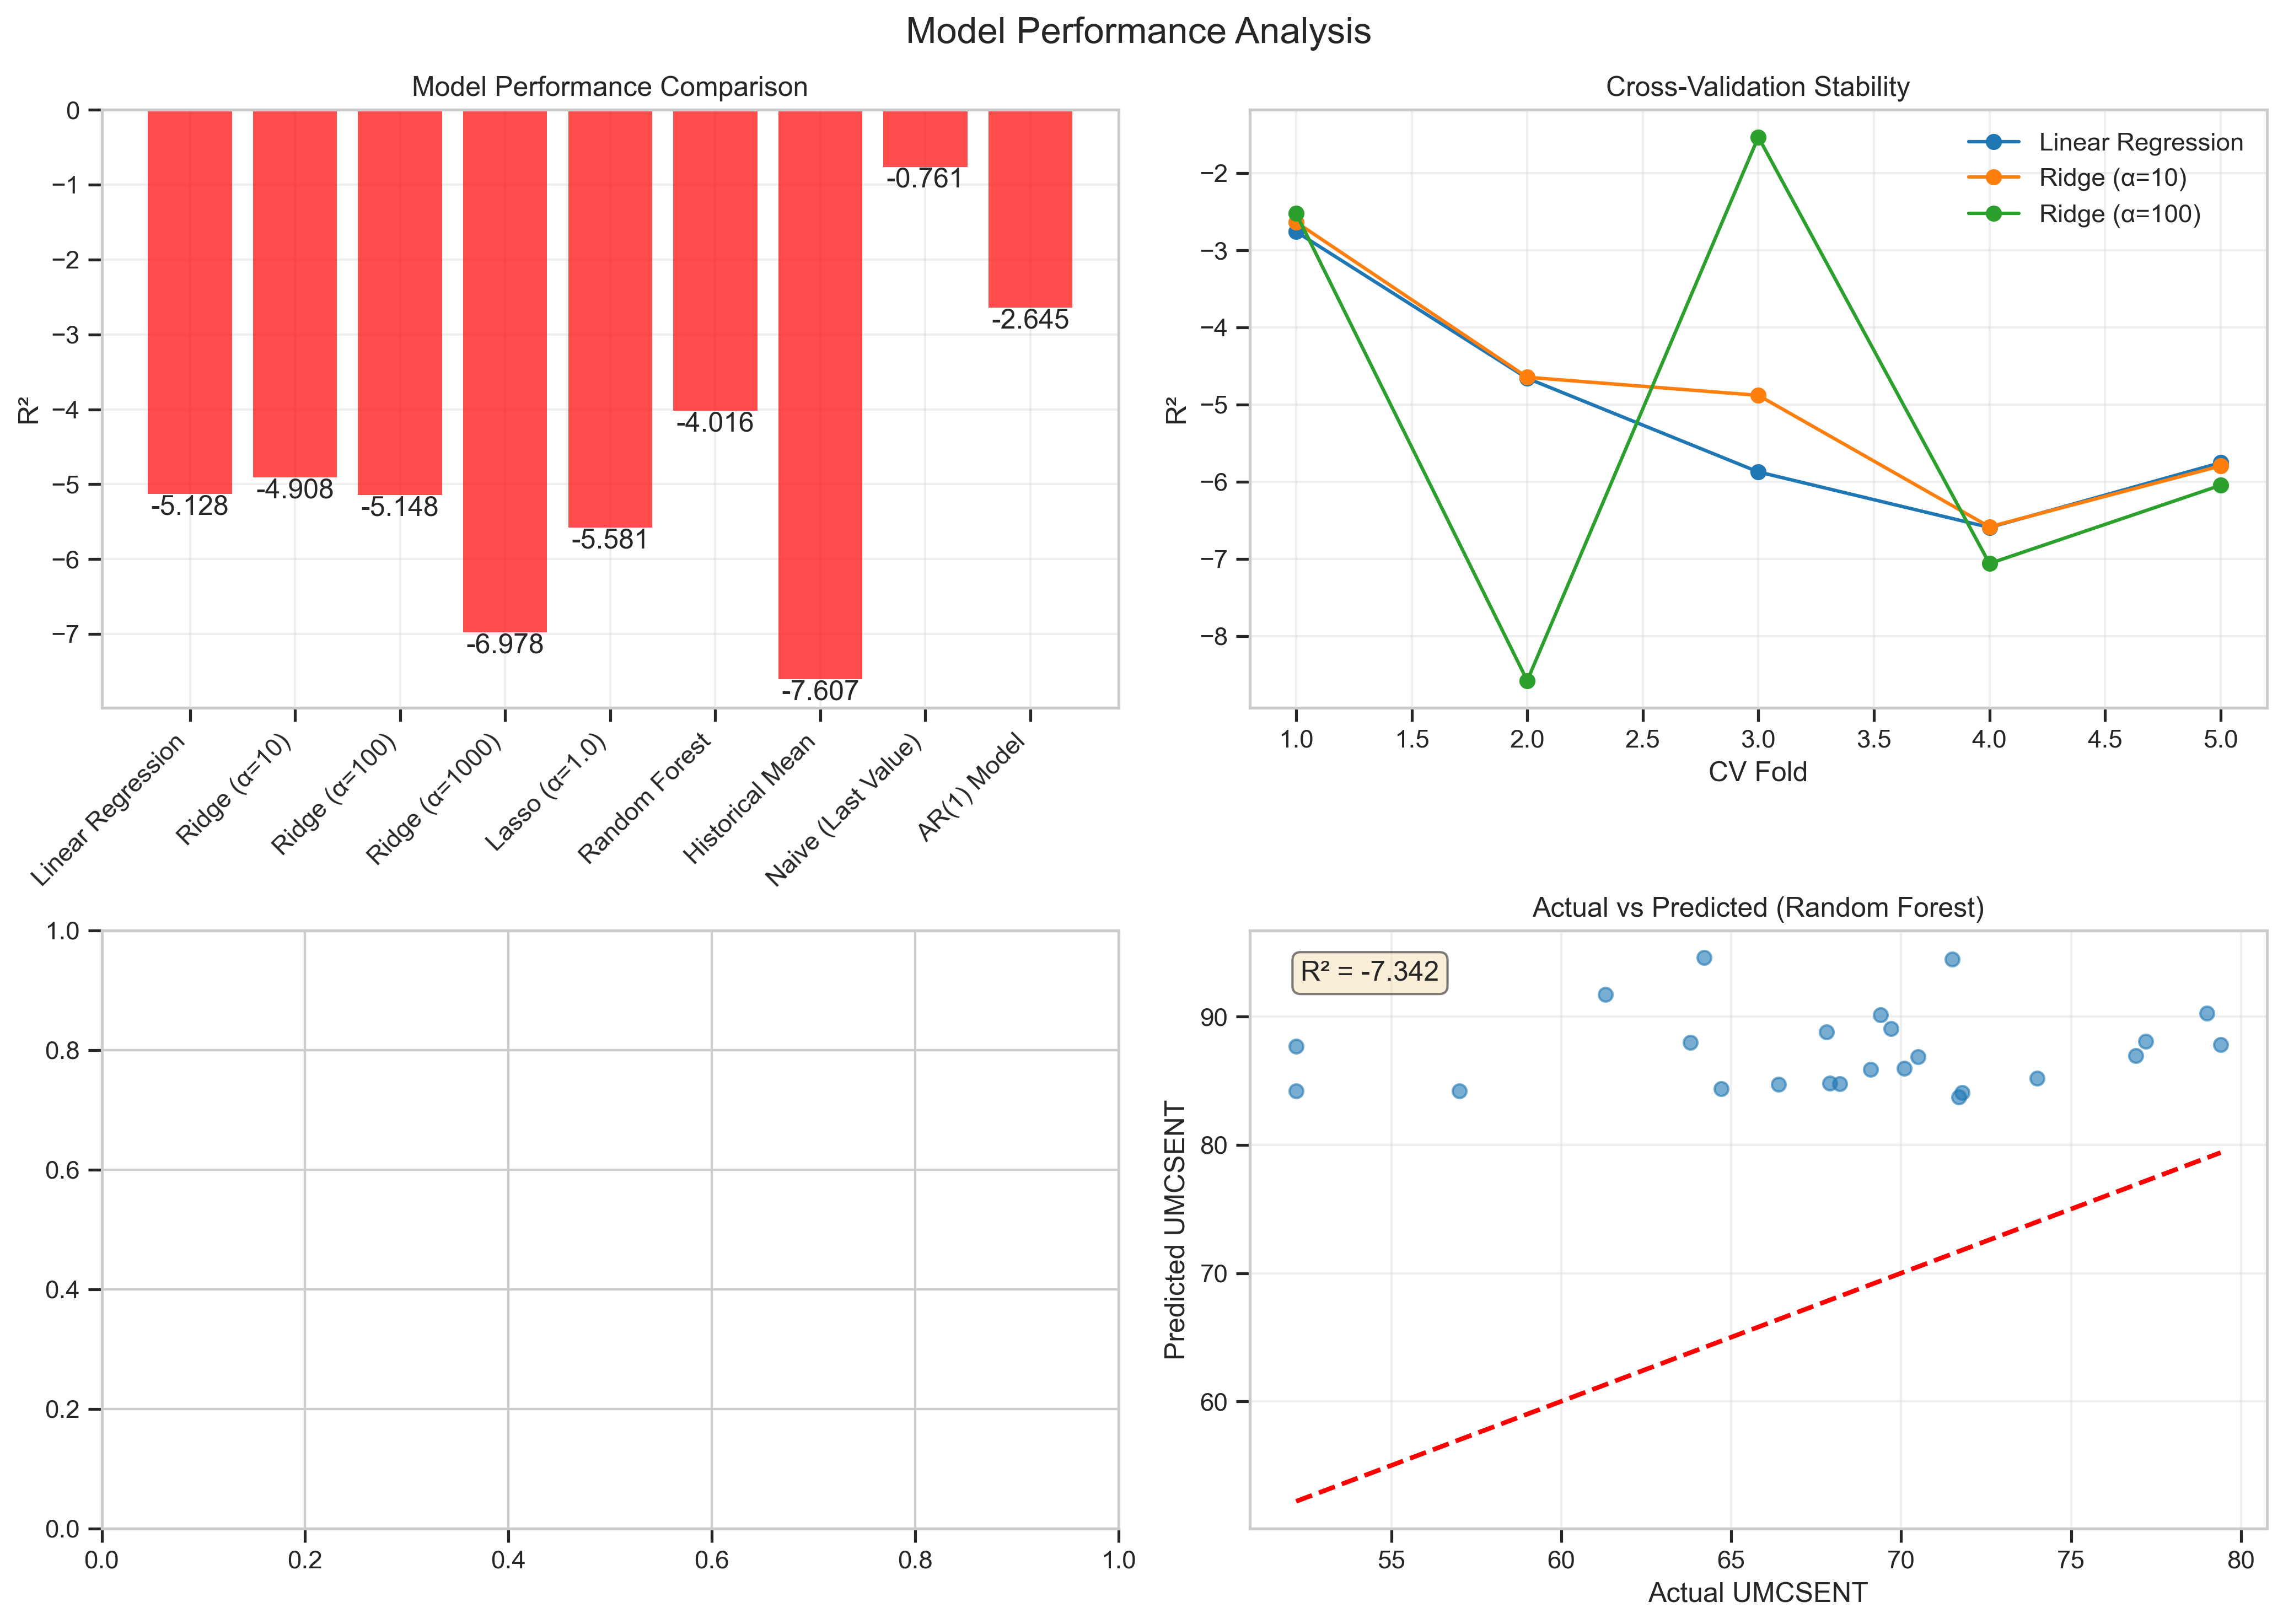 Model Performance Analysis
Model Performance Comparison
0
−1
−2
−3
−4
−5
−6
−7
R²
-5.128
-4.908
-5.148
-6.978
-5.581
-4.016
-7.607
-0.761
-2.645
Linear Regression
Ridge (α=10)
Ridge (α=100)
Ridge (α=1000)
Lasso (α=1.0)
Random Forest
Historical Mean
Naive (Last Value)
AR(1) Model
Cross-Validation Stability
Linear Regression
Ridge (α=10)
Ridge (α=100)
−2
−3
−4
−5
−6
−7
−8
R²
1.0 1.5 2.0 2.5 3.0 3.5 4.0 4.5 5.0
CV Fold
1.0
0.8
0.6
0.4
0.2
0.0
0.0 0.2 0.4 0.6 0.8 1.0
Actual vs Predicted (Random Forest)
R² = -7.342
90
80
70
60
Predicted UMCSENT
55 60 65 70 75 80
Actual UMCSENT